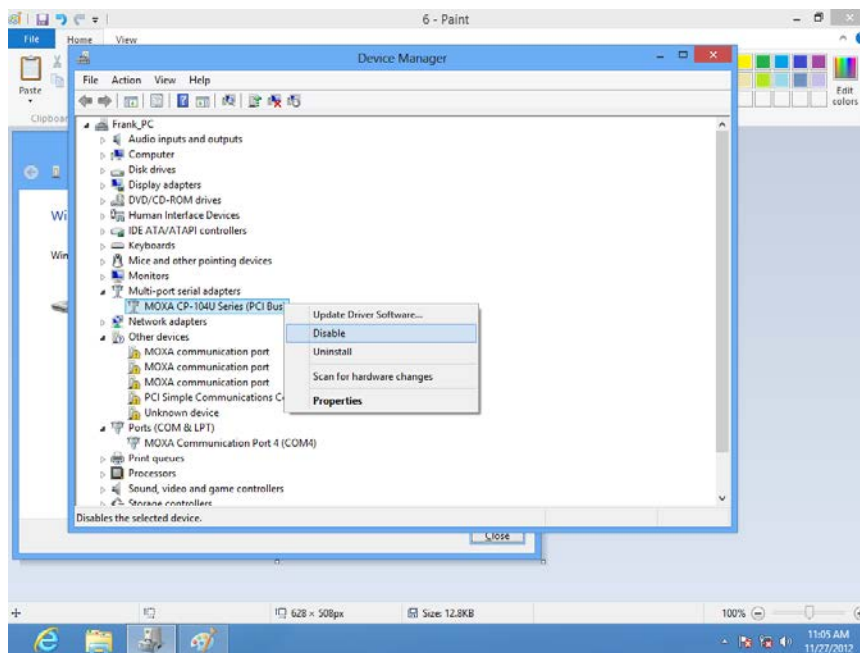 6 - Paint
File Home View
Paste
Edit colors
Device Manager
File Action View Help
Frank_PC
Audio inputs and outputs
Computer
Disk drives
Display adapters
DVD/CD-ROM drives
Human Interface Devices
IDE ATA/ATAPI controllers
Keyboards
Mice and other pointing devices
Monitors
Multi-port serial adapters
MOXA CP-104U Series (PCI Bus
Network adapters
Other devices
MOXA communication port
MOXA communication port
MOXA communication port
PCI Simple Communications C
Unknown device
Ports (COM & LPT)
MOXA Communication Port 4 (COM4)
Print queues
Processors
Sound, video and game controllers
Storage controllers
Update Driver Software...
Disable
Uninstall
Scan for hardware changes
Properties
Disables the selected device.
Wi
Win
Close
628 × 508px
Size: 12.8KB
100%
11:05 AM
11/27/2012